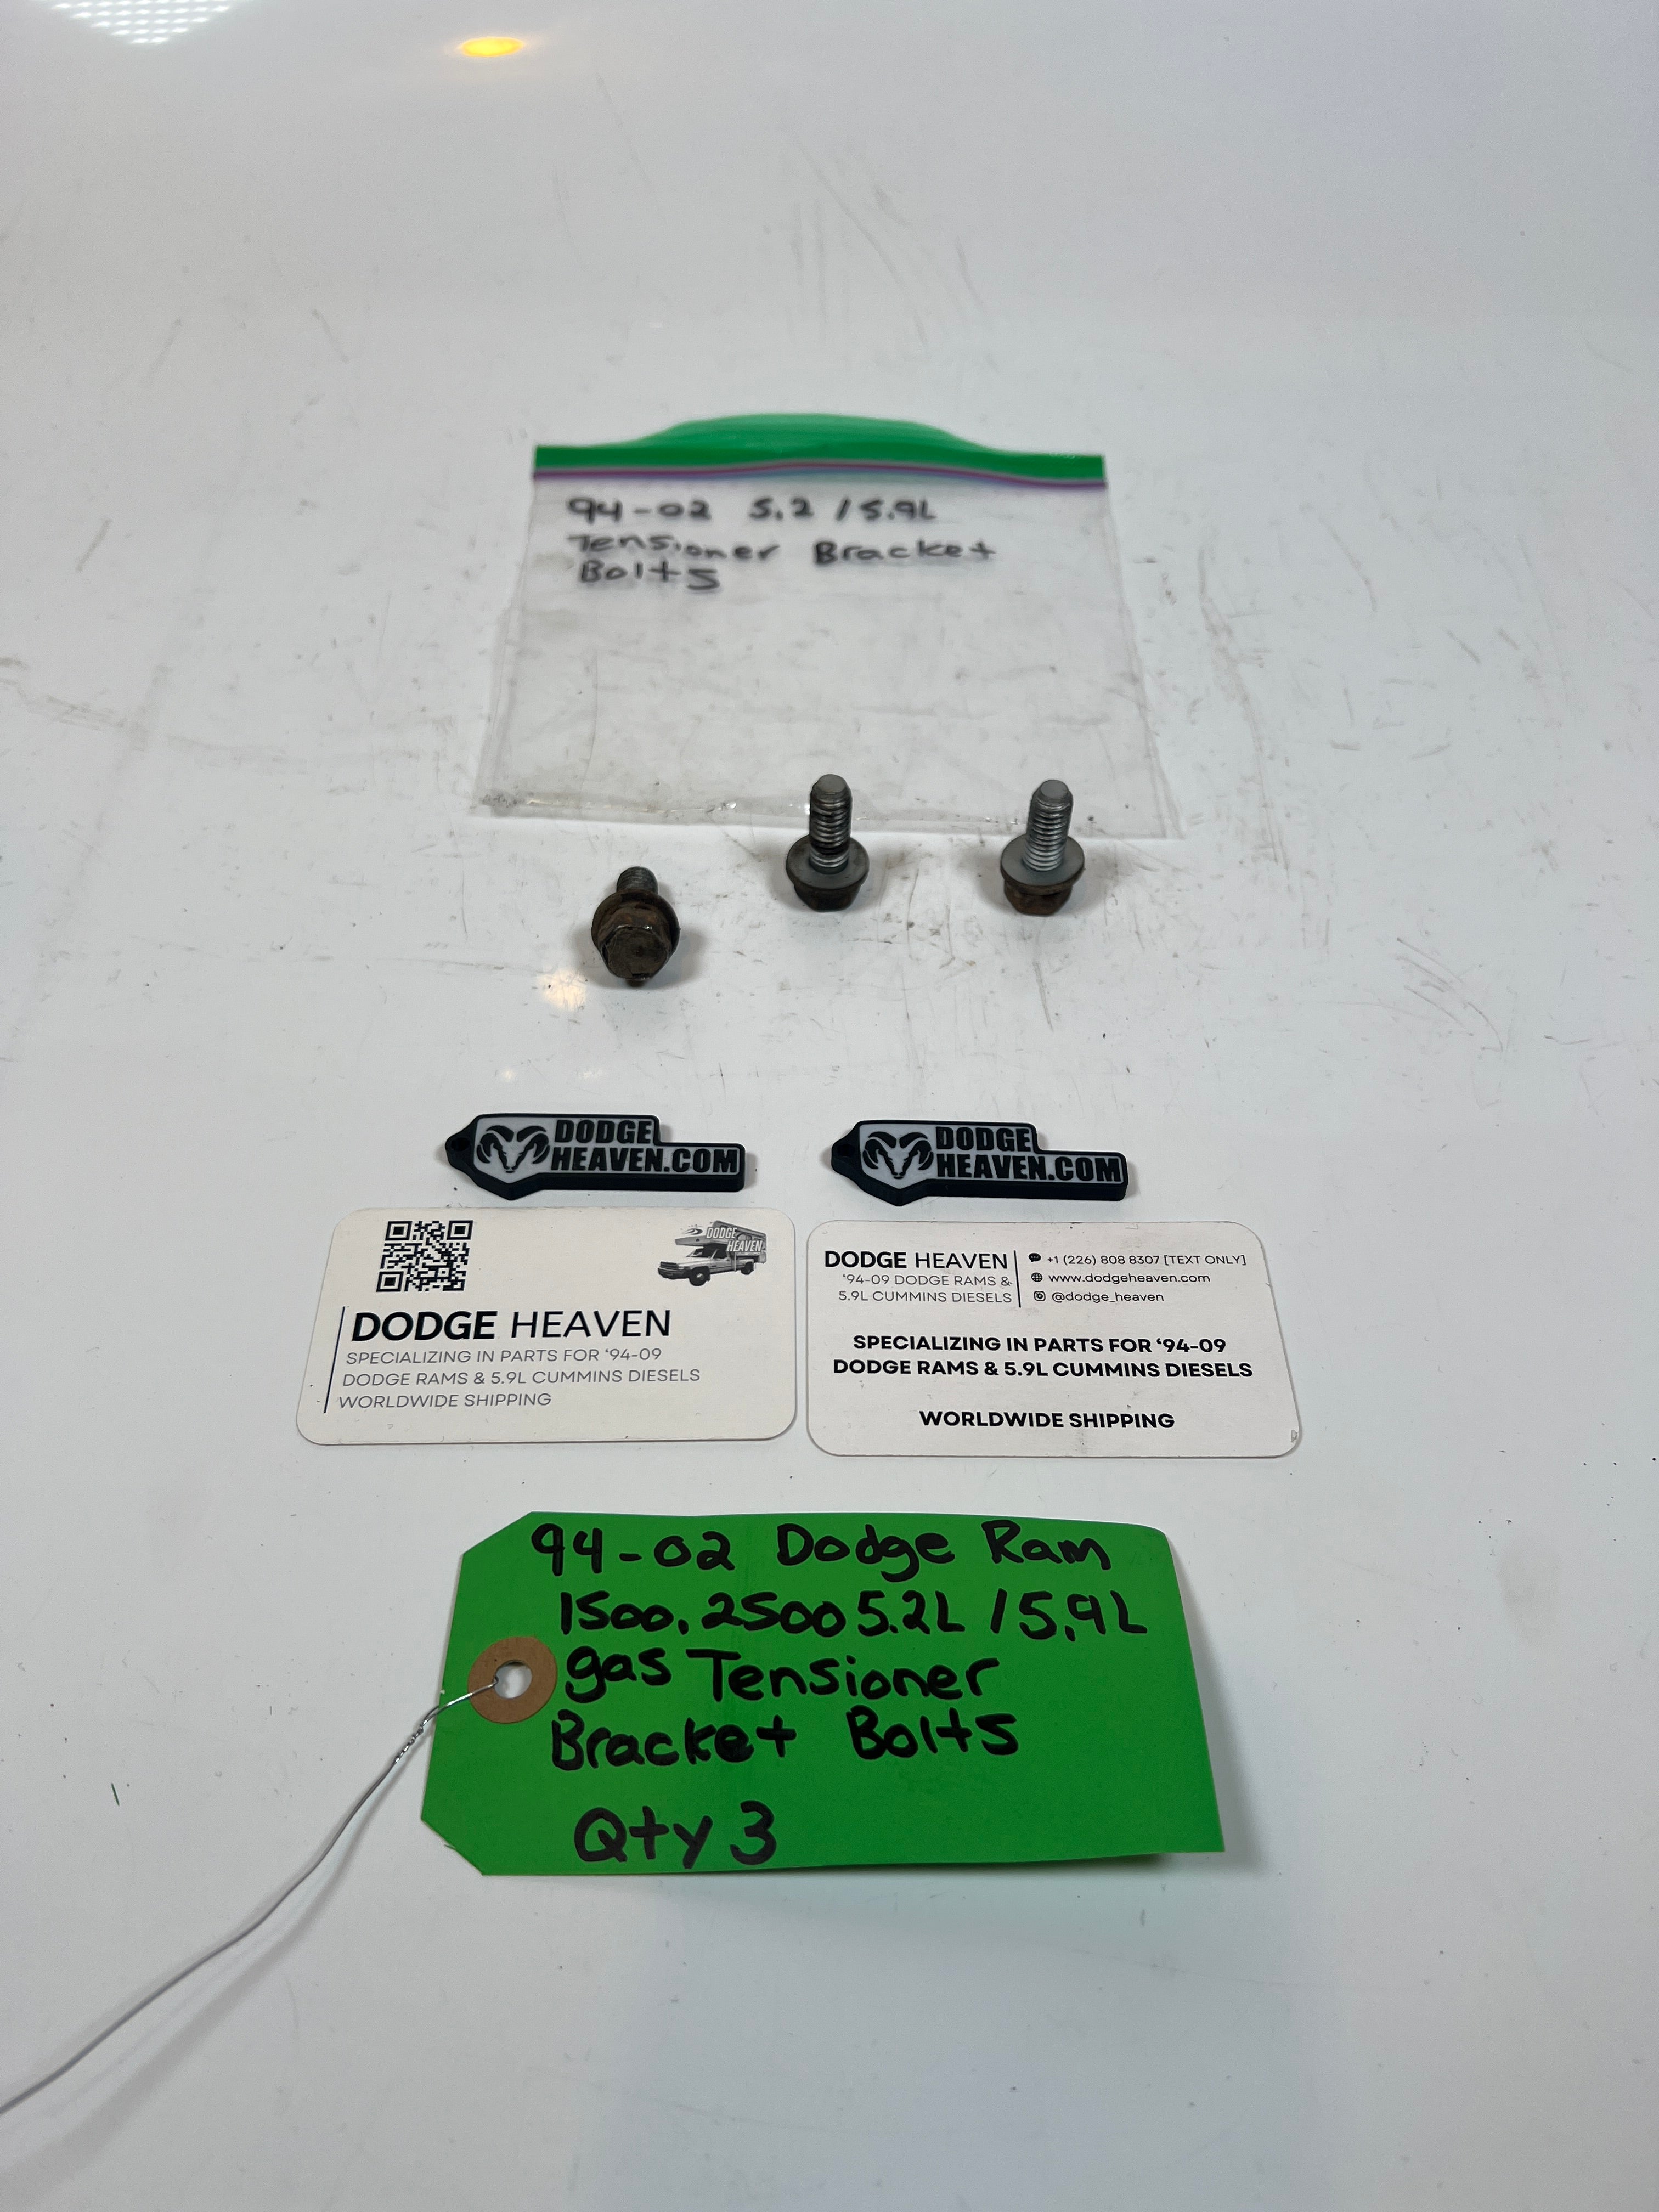 94-02 5.2 / 5.9L
Tensioner Bracket
Bolts
DODGE
HEAVEN.COM
DODGE
HEAVEN.COM
DODGE
HEAVEN
DODGE HEAVEN
SPECIALIZING IN PARTS FOR ‘94-09
DODGE RAMS & 5.9L CUMMINS DIESELS
WORLDWIDE SHIPPING
DODGE HEAVEN
‘94-09 DODGE RAMS &
5.9L CUMMINS DIESELS
+1 (226) 808 8307 [TEXT ONLY]
www.dodgeheaven.com
@dodge_heaven
SPECIALIZING IN PARTS FOR ‘94-09
DODGE RAMS & 5.9L CUMMINS DIESELS
WORLDWIDE SHIPPING
94-02 Dodge Ram
1500.2500 5.2L / 5.9L
gas Tensioner
Bracket Bolts
Qty 3